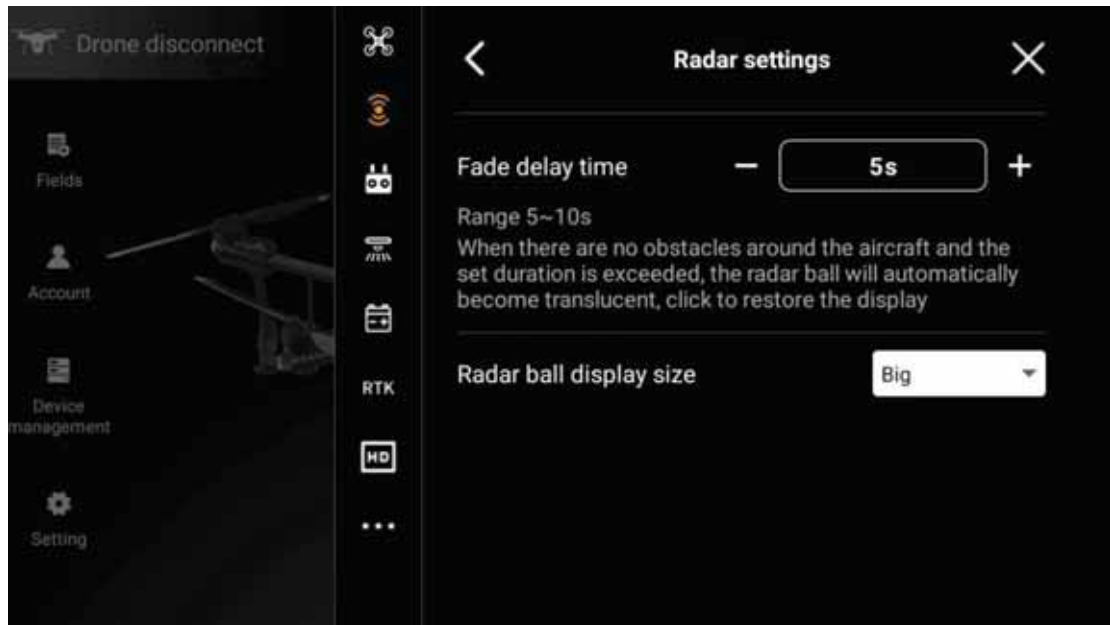 Drone disconnect
Fields
Account
Device
management
Setting
RTK
HD
Radar settings
Fade delay time
5s
Range 5~10s
When there are no obstacles around the aircraft and the
set duration is exceeded, the radar ball will automatically
become translucent, click to restore the display
Radar ball display size
Big